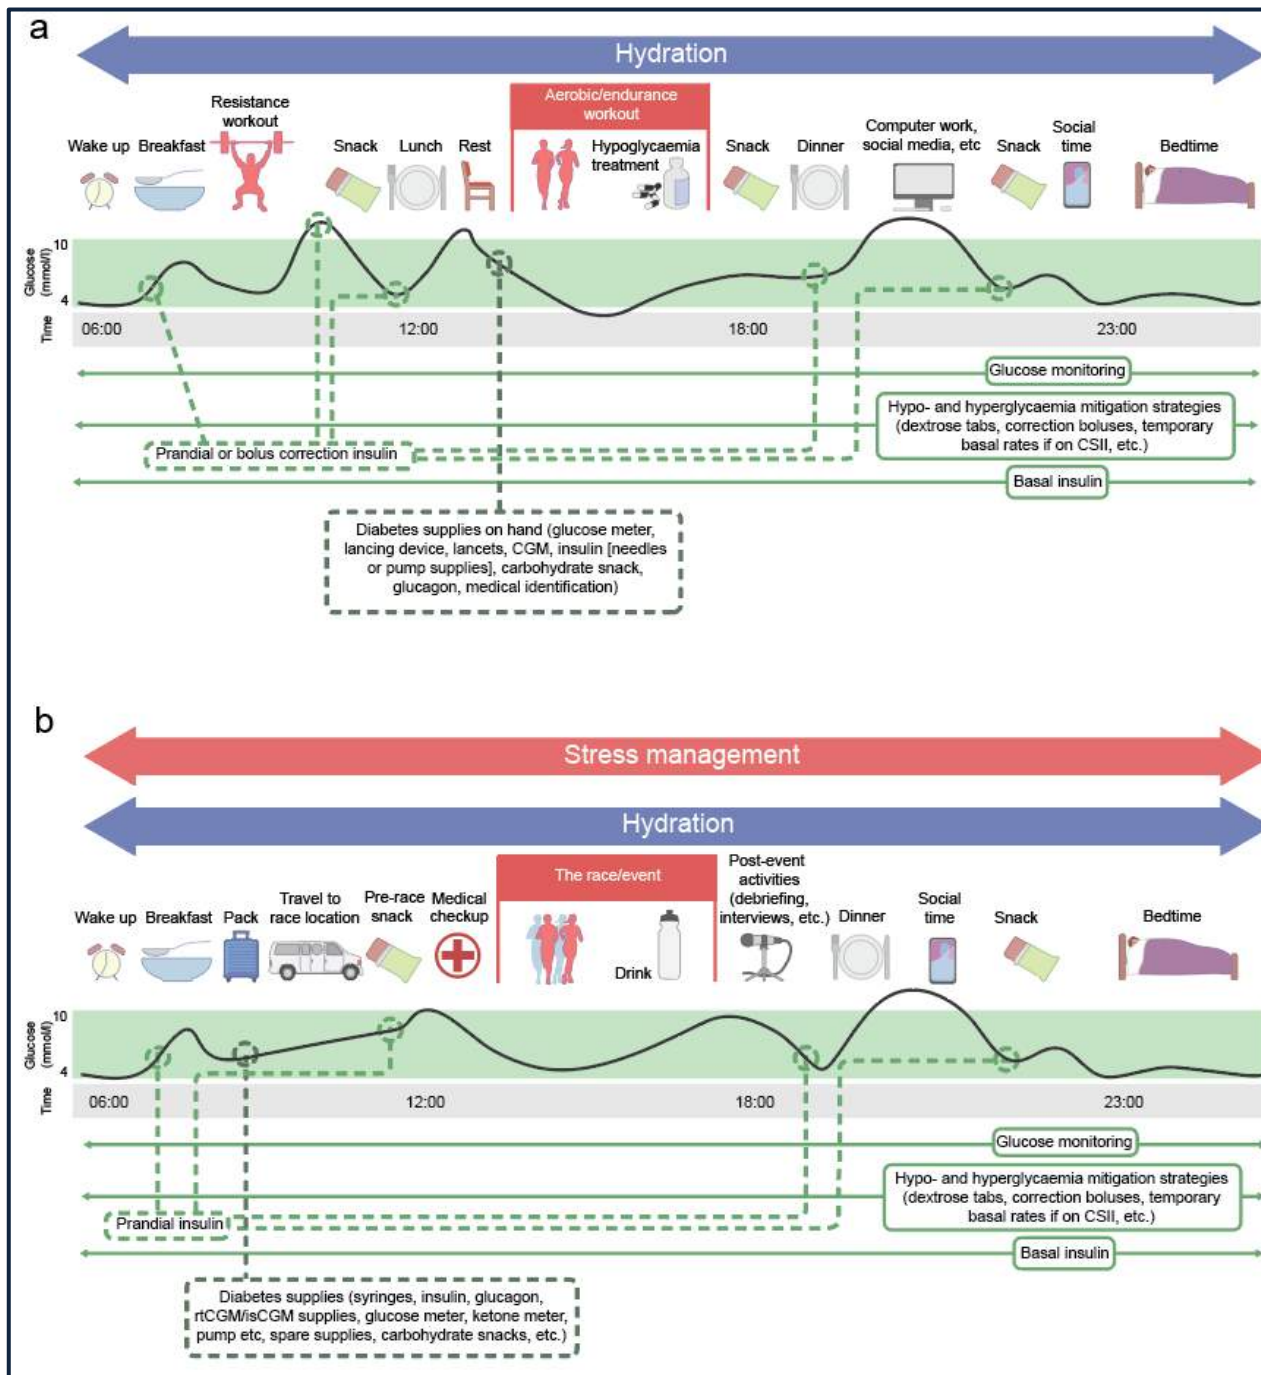 a
Hydration
Resistance
workout
Aerobic/endurance
workout
Wake up
Breakfast
Snack
Lunch
Rest
Hypoglycaemia
treatment
Snack
Dinner
Computer work,
social media, etc
Snack
Social
time
Bedtime
Glucose
(mmol/l)
10
4
Time
06:00
12:00
18:00
23:00
Glucose monitoring
Hypo- and hyperglycaemia mitigation strategies
(dextrose tabs, correction boluses, temporary
basal rates if on CSII, etc.)
Prandial or bolus correction insulin
Basal insulin
Diabetes supplies on hand (glucose meter,
lancing device, lancets, CGM, insulin [needles
or pump supplies], carbohydrate snack,
glucagon, medical identification)
b
Stress management
Hydration
Wake up
Breakfast
Pack
Travel to
race location
Pre-race
snack
Medical
checkup
The race/event
Drink
Post-event
activities
(debriefing,
interviews, etc.)
Dinner
Social
time
Snack
Bedtime
Glucose
(mmol/l)
10
4
Time
06:00
12:00
18:00
23:00
Glucose monitoring
Hypo- and hyperglycaemia mitigation strategies
(dextrose tabs, correction boluses, temporary
basal rates if on CSII, etc.)
Prandial insulin
Basal insulin
Diabetes supplies (syringes, insulin, glucagon,
rtCGM/isCGM supplies, glucose meter, ketone meter,
pump etc, spare supplies, carbohydrate snacks, etc.)